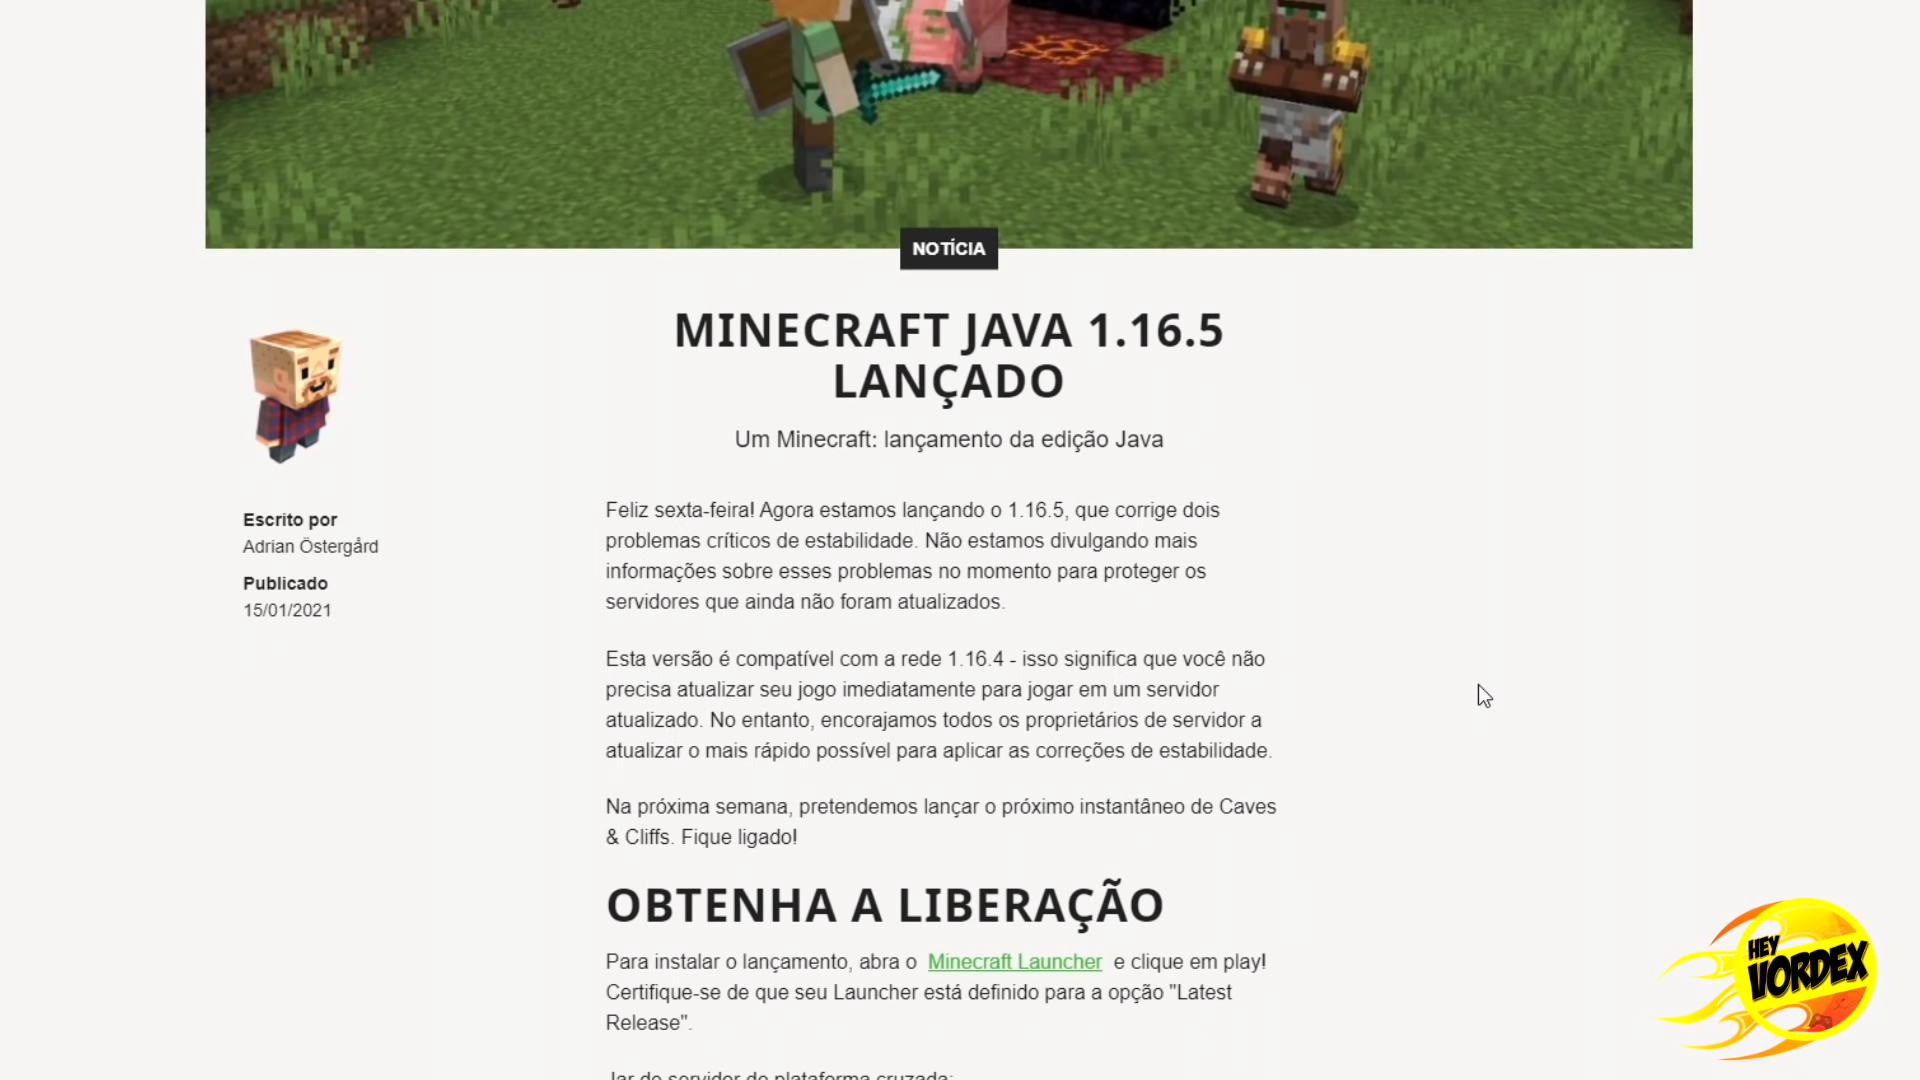 NOTÍCIA
MINECRAFT JAVA 1.16.5
LANÇADO
Um Minecraft: lançamento da edição Java
Escrito por
Adrian Östergård
Publicado
15/01/2021
Feliz sexta-feira! Agora estamos lançando o 1.16.5, que corrige dois
problemas críticos de estabilidade. Não estamos divulgando mais
informações sobre esses problemas no momento para proteger os
servidores que ainda não foram atualizados.
Esta versão é compatível com a rede 1.16.4 - isso significa que você não
precisa atualizar seu jogo imediatamente para jogar em um servidor
atualizado. No entanto, encorajamos todos os proprietários de servidor a
atualizar o mais rápido possível para aplicar as correções de estabilidade.
Na próxima semana, pretendemos lançar o próximo instantâneo de Caves
& Cliffs. Fique ligado!
OBTENHA A LIBERAÇÃO
Para instalar o lançamento, abra o Minecraft Launcher e clique em play!
Certifique-se de que seu Launcher está definido para a opção "Latest
Release".
Jar de servidor de plataforma cruzada:
HEY
VORDEX